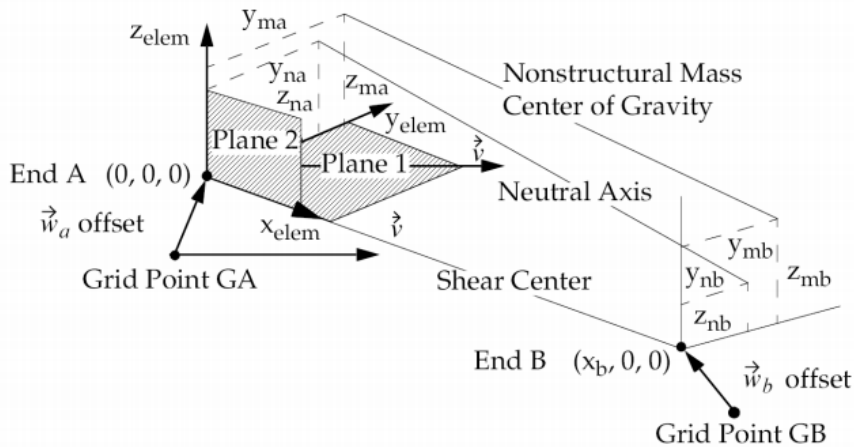 y_ma
z_elem
y_na
z_ma
z_na
Nonstructural Mass
Center of Gravity
y_elem
Plane 2
Plane 1
v⃗
End A (0, 0, 0)
Neutral Axis
w⃗_a offset
x_elem
v⃗
y_mb
Grid Point GA
Shear Center
y_nb
z_mb
z_nb
End B (x_b, 0, 0)
w⃗_b offset
Grid Point GB